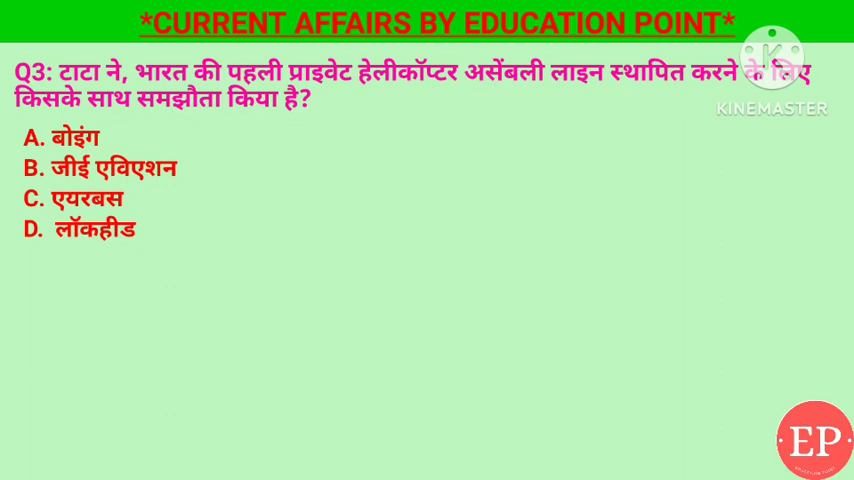 *CURRENT AFFAIRS BY EDUCATION POINT*
Q3: टाटा ने, भारत की पहली प्राइवेट हेलीकॉप्टर असेंबली लाइन स्थापित करने के लिए
किसके साथ समझौता किया है?
K
KINEMASTER
A. बोइंग
B. जीई एविएशन
C. एयरबस
D. लॉकहीड
EP